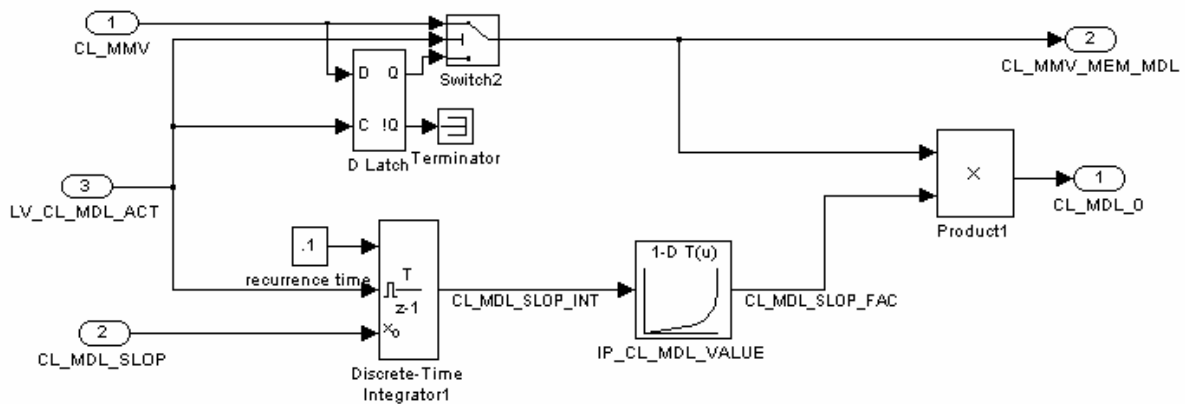 1
CL_MMV
D Q
C !Q
D Latch
Switch2
Terminator
2
CL_MMV_MEM_MDL
3
LV_CL_MDL_ACT
×
Product1
1
CL_MDL_0
.1
recurrence time
T
z-1
x0
Discrete-Time
Integrator1
CL_MDL_SLOP_INT
1-D T(u)
IP_CL_MDL_VALUE
CL_MDL_SLOP_FAC
2
CL_MDL_SLOP